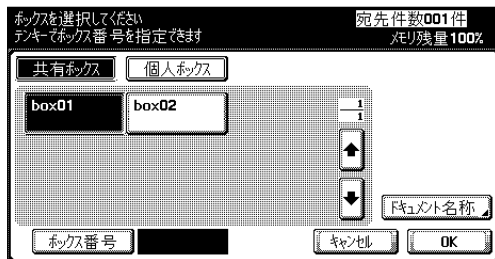 ボックスを選択してください
テンキーでボックス番号を指定できます
宛先件数001件
メモリ残量100%
共有ボックス
個人ボックス
box01
box02
1
1
ドキュメント名称
ボックス番号
キャンセル
OK